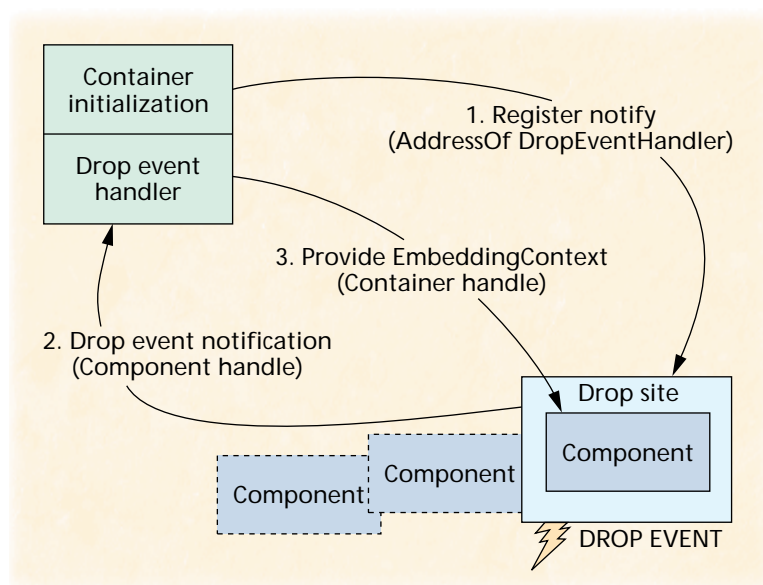 Container
initialization
Drop event
handler
1. Register notify
(AddressOf DropEventHandler)
3. Provide EmbeddingContext
(Container handle)
2. Drop event notification
(Component handle)
Drop site
Component
Component
Component
DROP EVENT